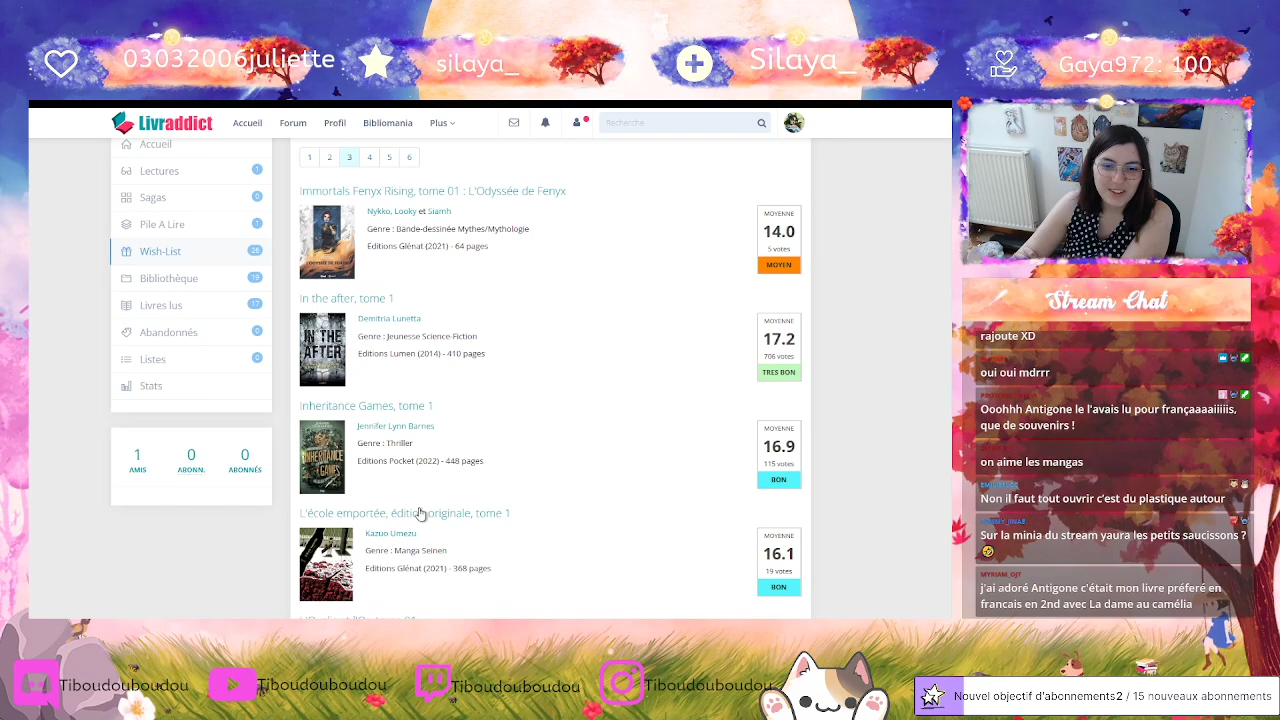 03032006juliette
silaya_
Silaya_
Gaya972: 100
Livraddict
Accueil
Forum
Profil
Bibliomania
Plus
Recherche
Accueil
Lectures 1
Sagas 0
Pile A Lire 1
Wish-List
Bibliothèque 19
Livres lus 17
Abandonnés 0
Listes 0
Stats
1
AMIS
0
ABONN.
0
ABONNÉS
1 2 3 4 5 6
Immortals Fenyx Rising, tome 01 : L'Odyssée de Fenyx
Nykko, Looky et Siamh
Genre : Bande-dessinée Mythes/Mythologie
Editions Glénat (2021) - 64 pages
MOYENNE
14.0
5 votes
MOYEN
In the after, tome 1
IN THE AFTER
Demitria Lunetta
Genre : Jeunesse Science-Fiction
Editions Lumen (2014) - 410 pages
MOYENNE
17.2
706 votes
TRES BON
Inheritance Games, tome 1
INHERITANCE GAMES
Jennifer Lynn Barnes
Genre : Thriller
Editions Pocket (2022) - 448 pages
MOYENNE
16.9
115 votes
BON
L'école emportée, édition originale, tome 1
Kazuo Umezu
Genre : Manga Seinen
Editions Glénat (2021) - 368 pages
MOYENNE
16.1
19 votes
BON
Stream Chat
rajoute XD
oui oui mdrrr
Ooohhh Antigone le l'avais lu pour françaaaaiiiiis,
que de souvenirs !
on aime les mangas
Non il faut tout ouvrir c'est du plastique autour
Sur la minia du stream yaura les petits saucissons ?
MYRIAM_OJT
j'ai adoré Antigone c'était mon livre préferé en
francais en 2nd avec La dame au camélia
Tiboudouboudou
Tiboudouboudou
Tiboudouboudou
Tiboudouboudou
Nouvel objectif d'abonnements 2 / 15 nouveaux abonnements